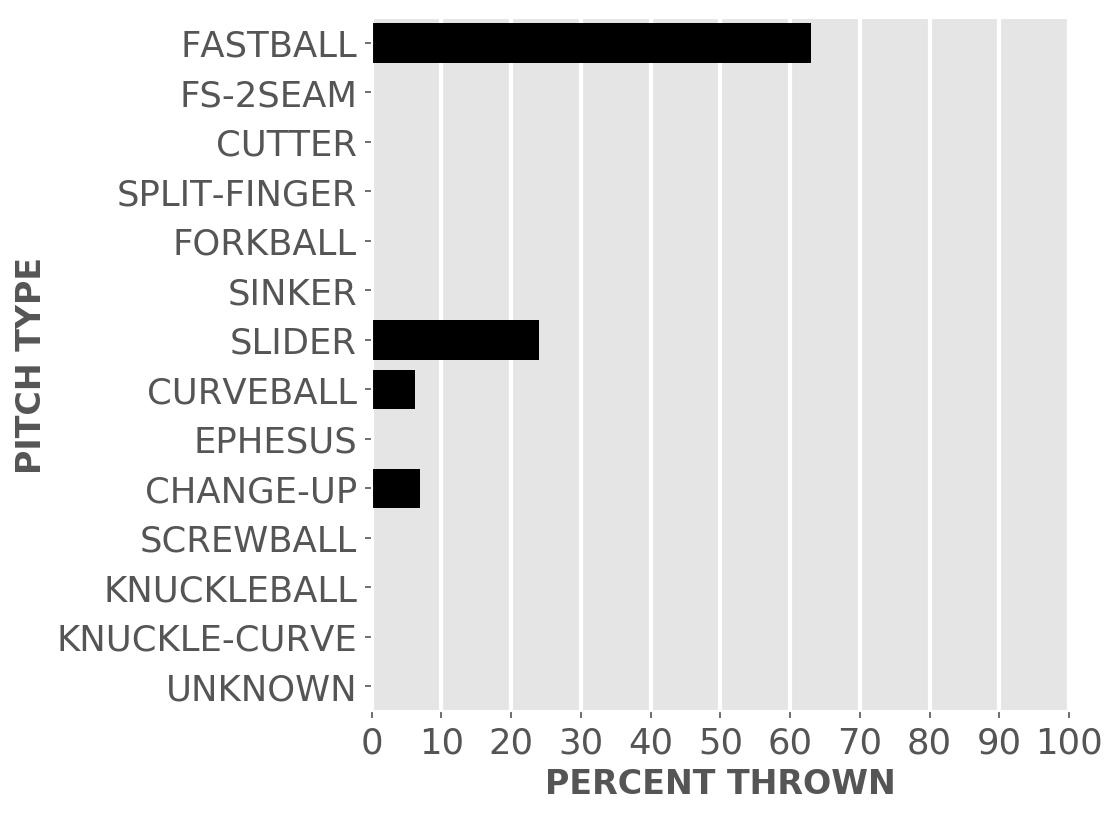 FASTBALL
FS-2SEAM
CUTTER
SPLIT-FINGER
FORKBALL
SINKER
SLIDER
CURVEBALL
EPHESUS
CHANGE-UP
SCREWBALL
KNUCKLEBALL
KNUCKLE-CURVE
UNKNOWN
PITCH TYPE
0 10 20 30 40 50 60 70 80 90 100
PERCENT THROWN